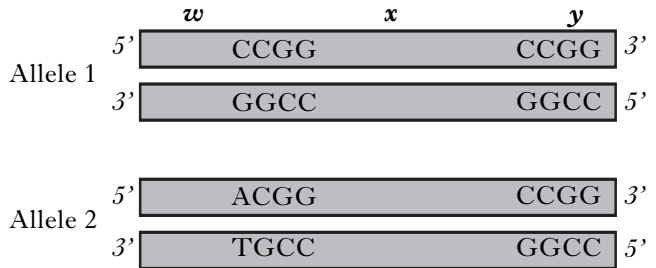 w x y
5’ CCGG CCGG 3’
Allele 1
3’ GGCC GGCC 5’
5’ ACGG CCGG 3’
Allele 2
3’ TGCC GGCC 5’